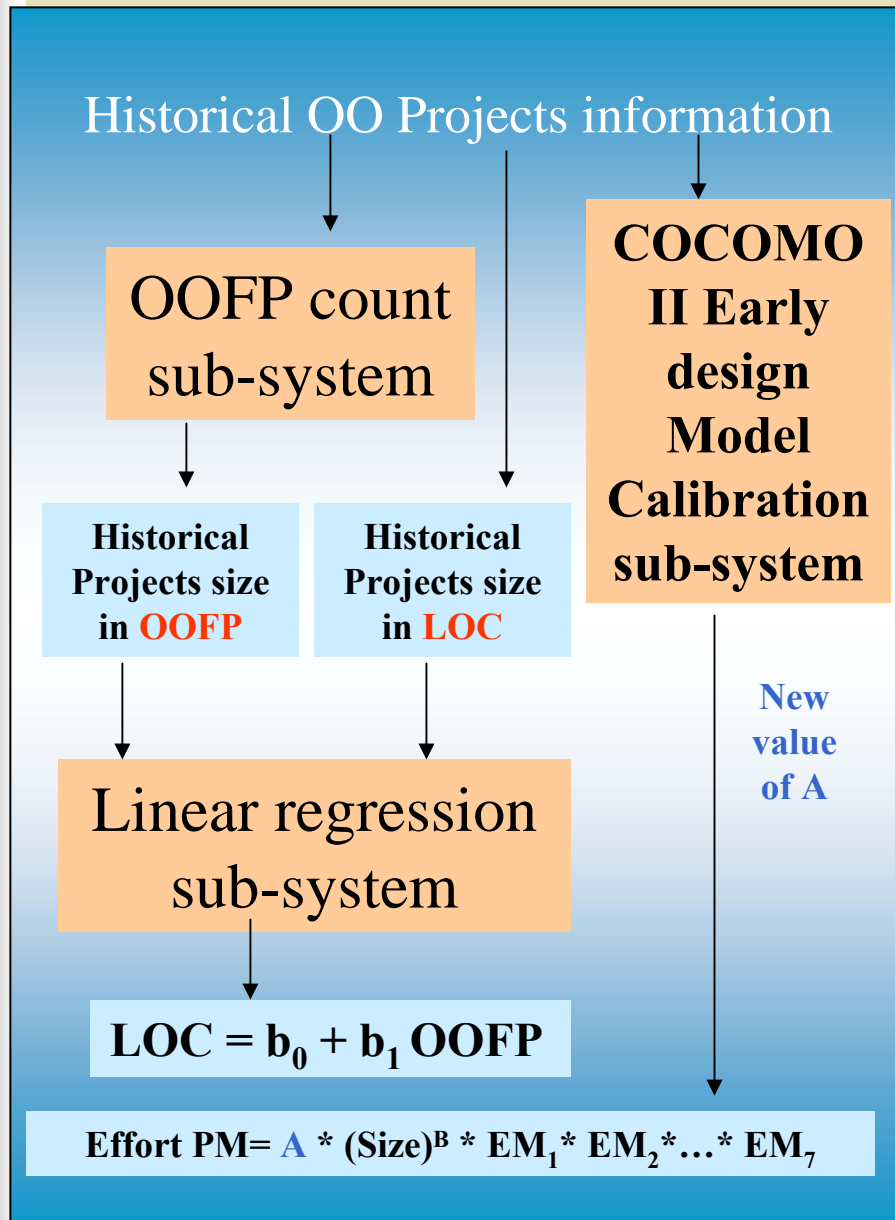 Historical OO Projects information
OOFP count
sub-system
COCOMO
II Early
design
Model
Calibration
sub-system
Historical
Projects size
in OOFP
Historical
Projects size
in LOC
New
value
of A
Linear regression
sub-system
LOC = b₀ + b₁ OOFP
Effort PM= A * (Size)ᴮ * EM₁* EM₂*…* EM₇